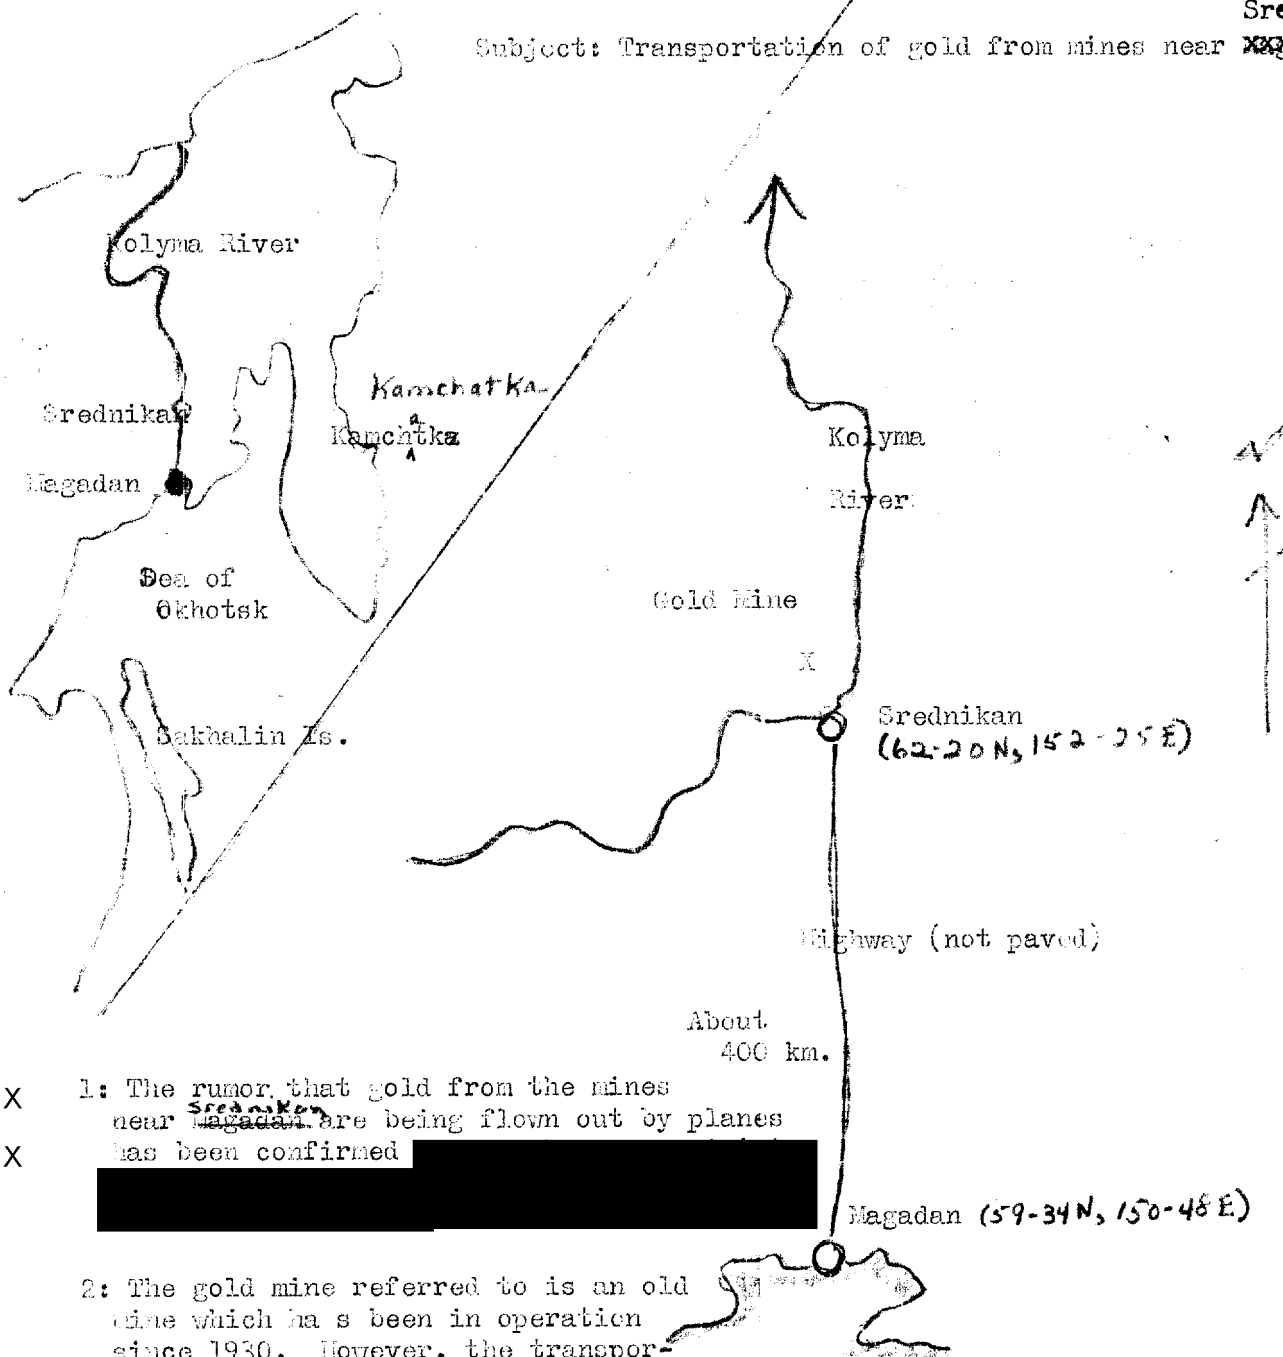 Sre
Subject: Transportation of gold from mines near
Kolyma River
Kamchatka
Srednikan
a
Kamchtka
Magadan
Sea of
Okhotsk
Sakhalin Is.
Kolyma
River
N
Gold Mine
X
Srednikan
(62-20 N, 152-25 E)
Highway (not paved)
About
400 km.
X 1: The rumor that gold from the mines
Srednikan
near Magadan are being flown out by planes
X has been confirmed
Magadan (59-34 N, 150-48 E)
2: The gold mine referred to is an old
mine which ha s been in operation
since 1930. However, the transpor-